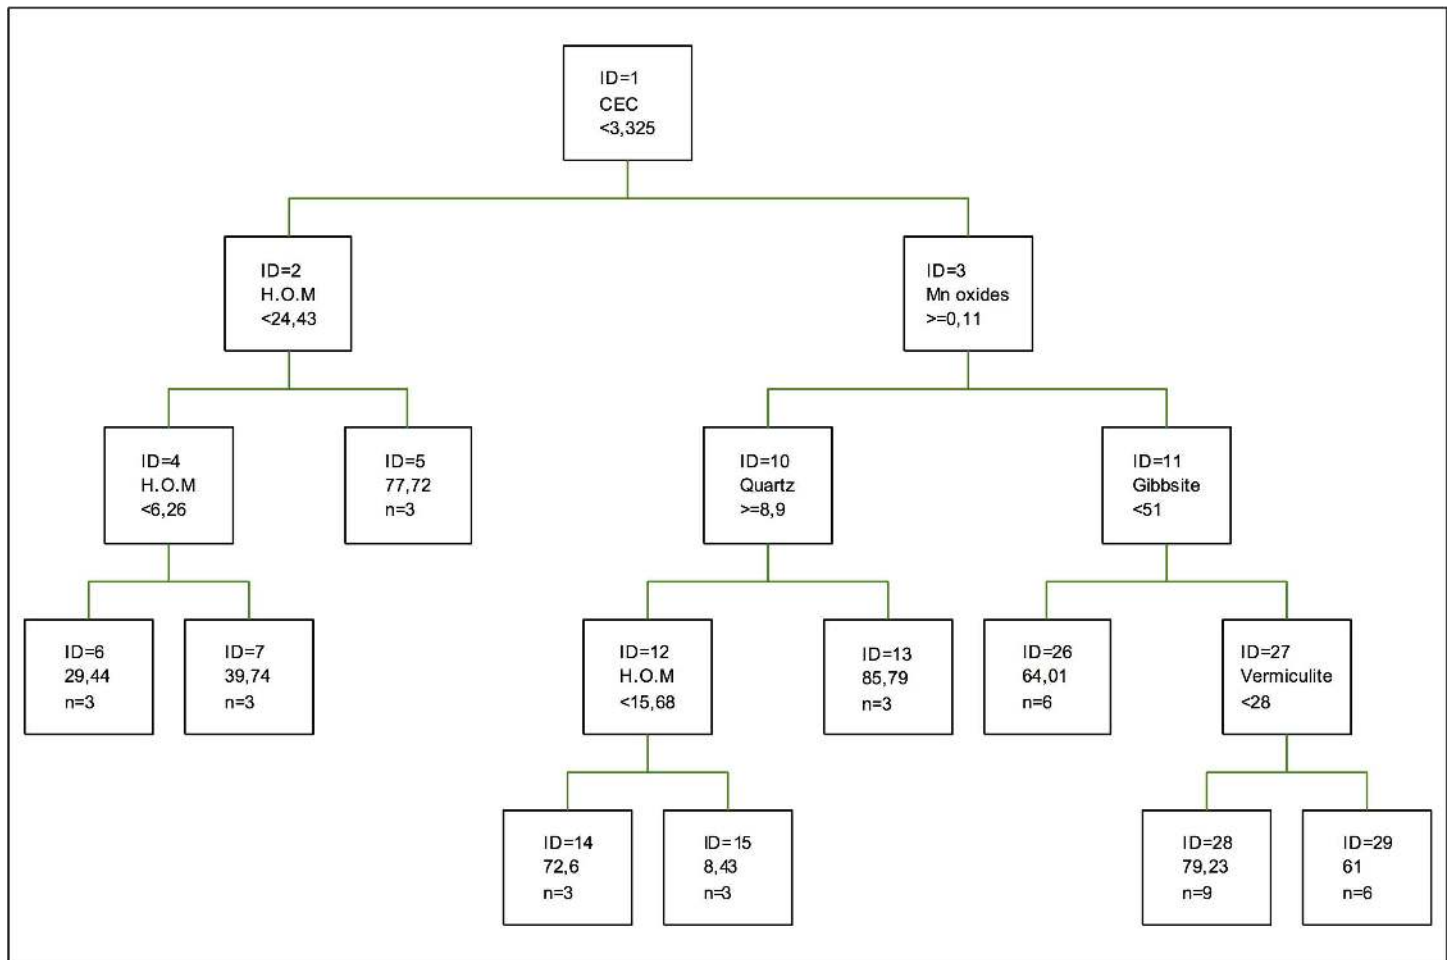 ID=1
CEC
<3,325
ID=2
H.O.M
<24,43
ID=3
Mn oxides
>=0,11
ID=4
H.O.M
<6,26
ID=5
77,72
n=3
ID=10
Quartz
>=8,9
ID=11
Gibbsite
<51
ID=6
29,44
n=3
ID=7
39,74
n=3
ID=12
H.O.M
<15,68
ID=13
85,79
n=3
ID=26
64,01
n=6
ID=27
Vermiculite
<28
ID=14
72,6
n=3
ID=15
8,43
n=3
ID=28
79,23
n=9
ID=29
61
n=6